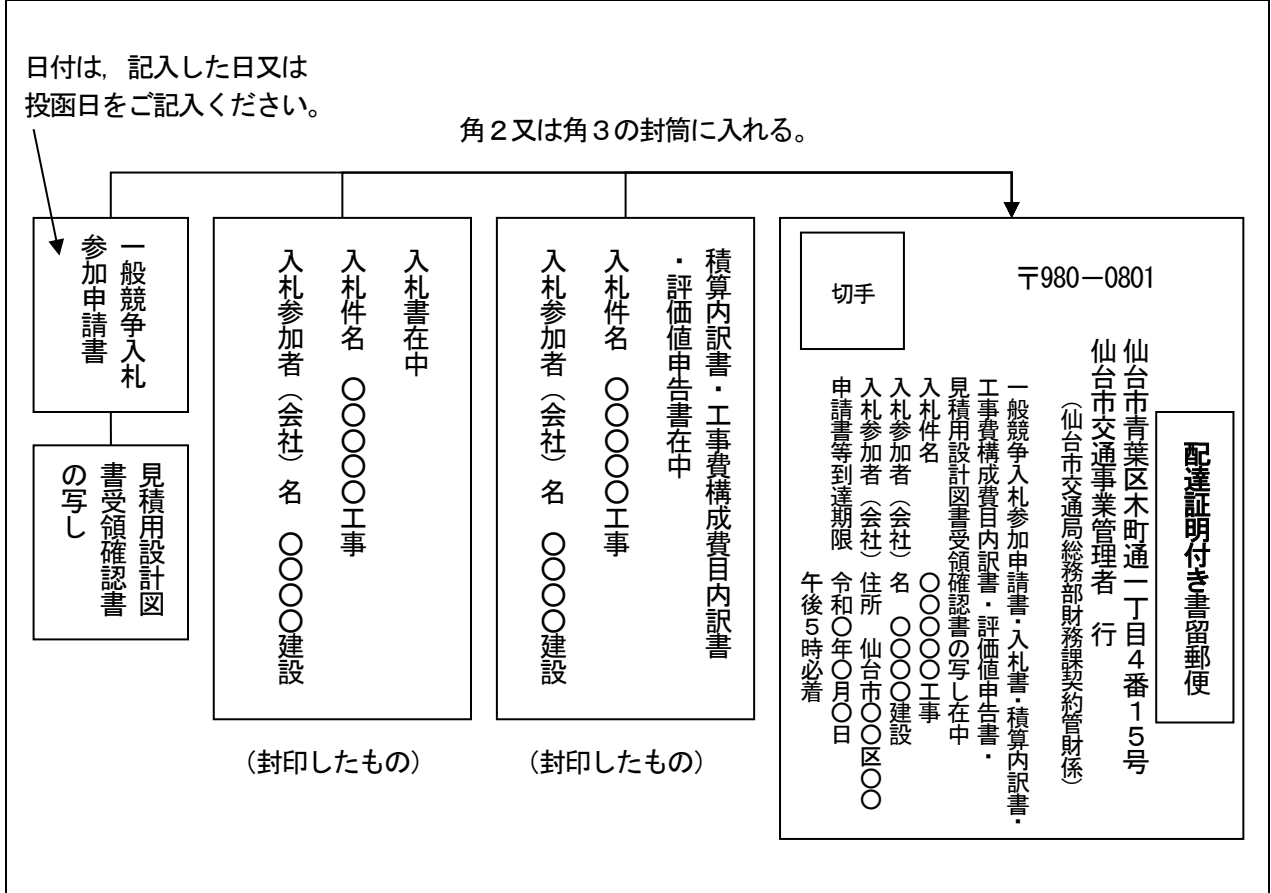 日付は，記入した日又は
投函日をご記入ください。
角２又は角３の封筒に入れる。
一般競争入札
参加申請書
見積用設計図
書受領確認書
の写し
入札書在中
入札件名　〇〇〇〇〇工事
入札参加者（会社）名　〇〇〇〇建設
（封印したもの）
積算内訳書・工事費構成費目内訳書
・評価値申告書在中
入札件名　〇〇〇〇〇工事
入札参加者（会社）名　〇〇〇〇建設
（封印したもの）
切手
〒980－0801
配達証明付き書留郵便
仙台市青葉区木町通一丁目４番１５号
仙台市交通事業管理者　行
（仙台市交通局総務部財務課契約管財係）
一般競争入札参加申請書・入札書・積算内訳書・
工事費構成費目内訳書・評価値申告書・
見積用設計図書受領確認書の写し在中
入札件名　〇〇〇〇〇工事
入札参加者（会社）名　〇〇〇〇建設
入札参加者（会社）住所　仙台市〇〇区〇〇
申請書等到達期限　令和〇年〇月〇日
午後５時必着